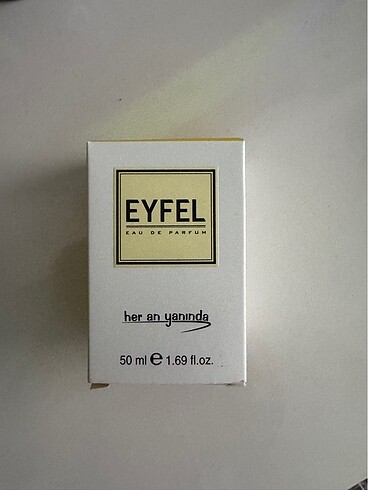 EYFEL
EAU DE PARFUM
her an yanında
50 ml ℮ 1.69 fl.oz.